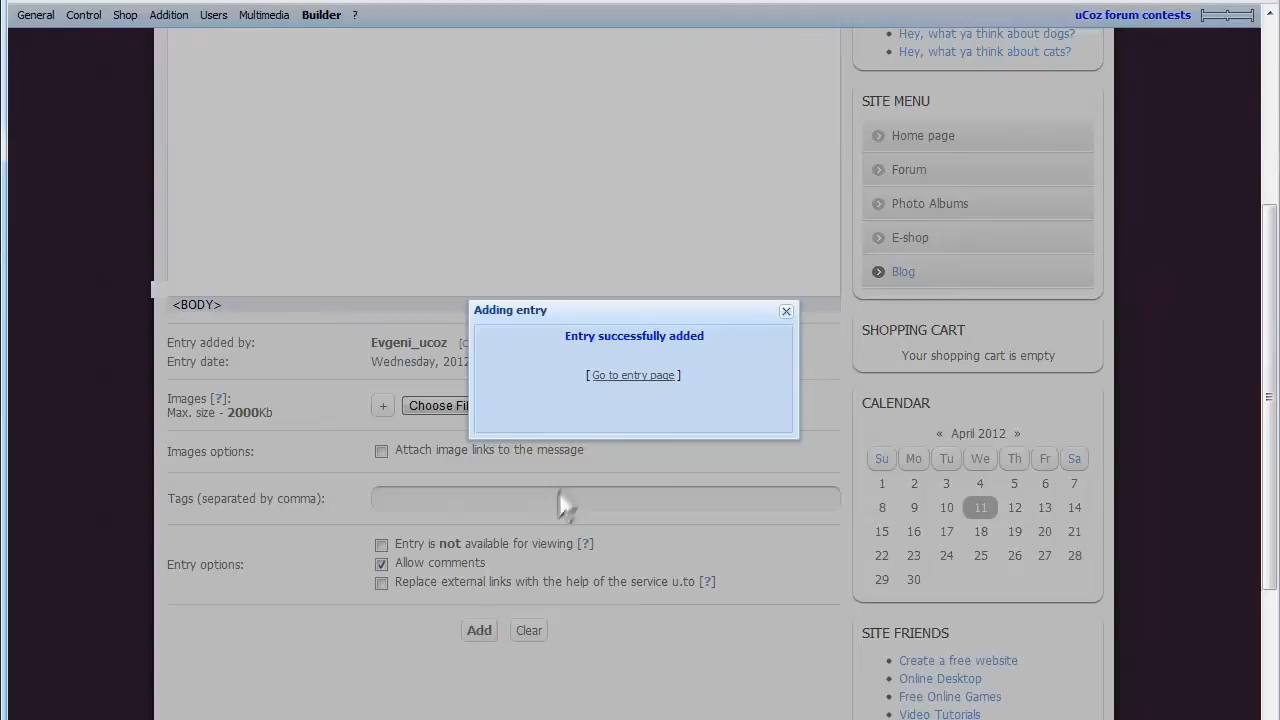 General Control Shop Addition Users Multimedia Builder ? uCoz forum contests
Hey, what ya think about dogs?
Hey, what ya think about cats?
SITE MENU
Home page
Forum
Photo Albums
E-shop
Blog
<BODY>
Adding entry
Entry successfully added
[ Go to entry page ]
Entry added by: Evgeni_ucoz
Entry date: Wednesday, 2012
Images [?]:
Max. size - 2000Kb
+ Choose Fil
Images options: Attach image links to the message
Tags (separated by comma):
Entry options:
Entry is not available for viewing [?]
Allow comments
Replace external links with the help of the service u.to [?]
Add Clear
SHOPPING CART
Your shopping cart is empty
CALENDAR
« April 2012 »
Su Mo Tu We Th Fr Sa
1 2 3 4 5 6 7
8 9 10 11 12 13 14
15 16 17 18 19 20 21
22 23 24 25 26 27 28
29 30
SITE FRIENDS
Create a free website
Online Desktop
Free Online Games
Video Tutorials